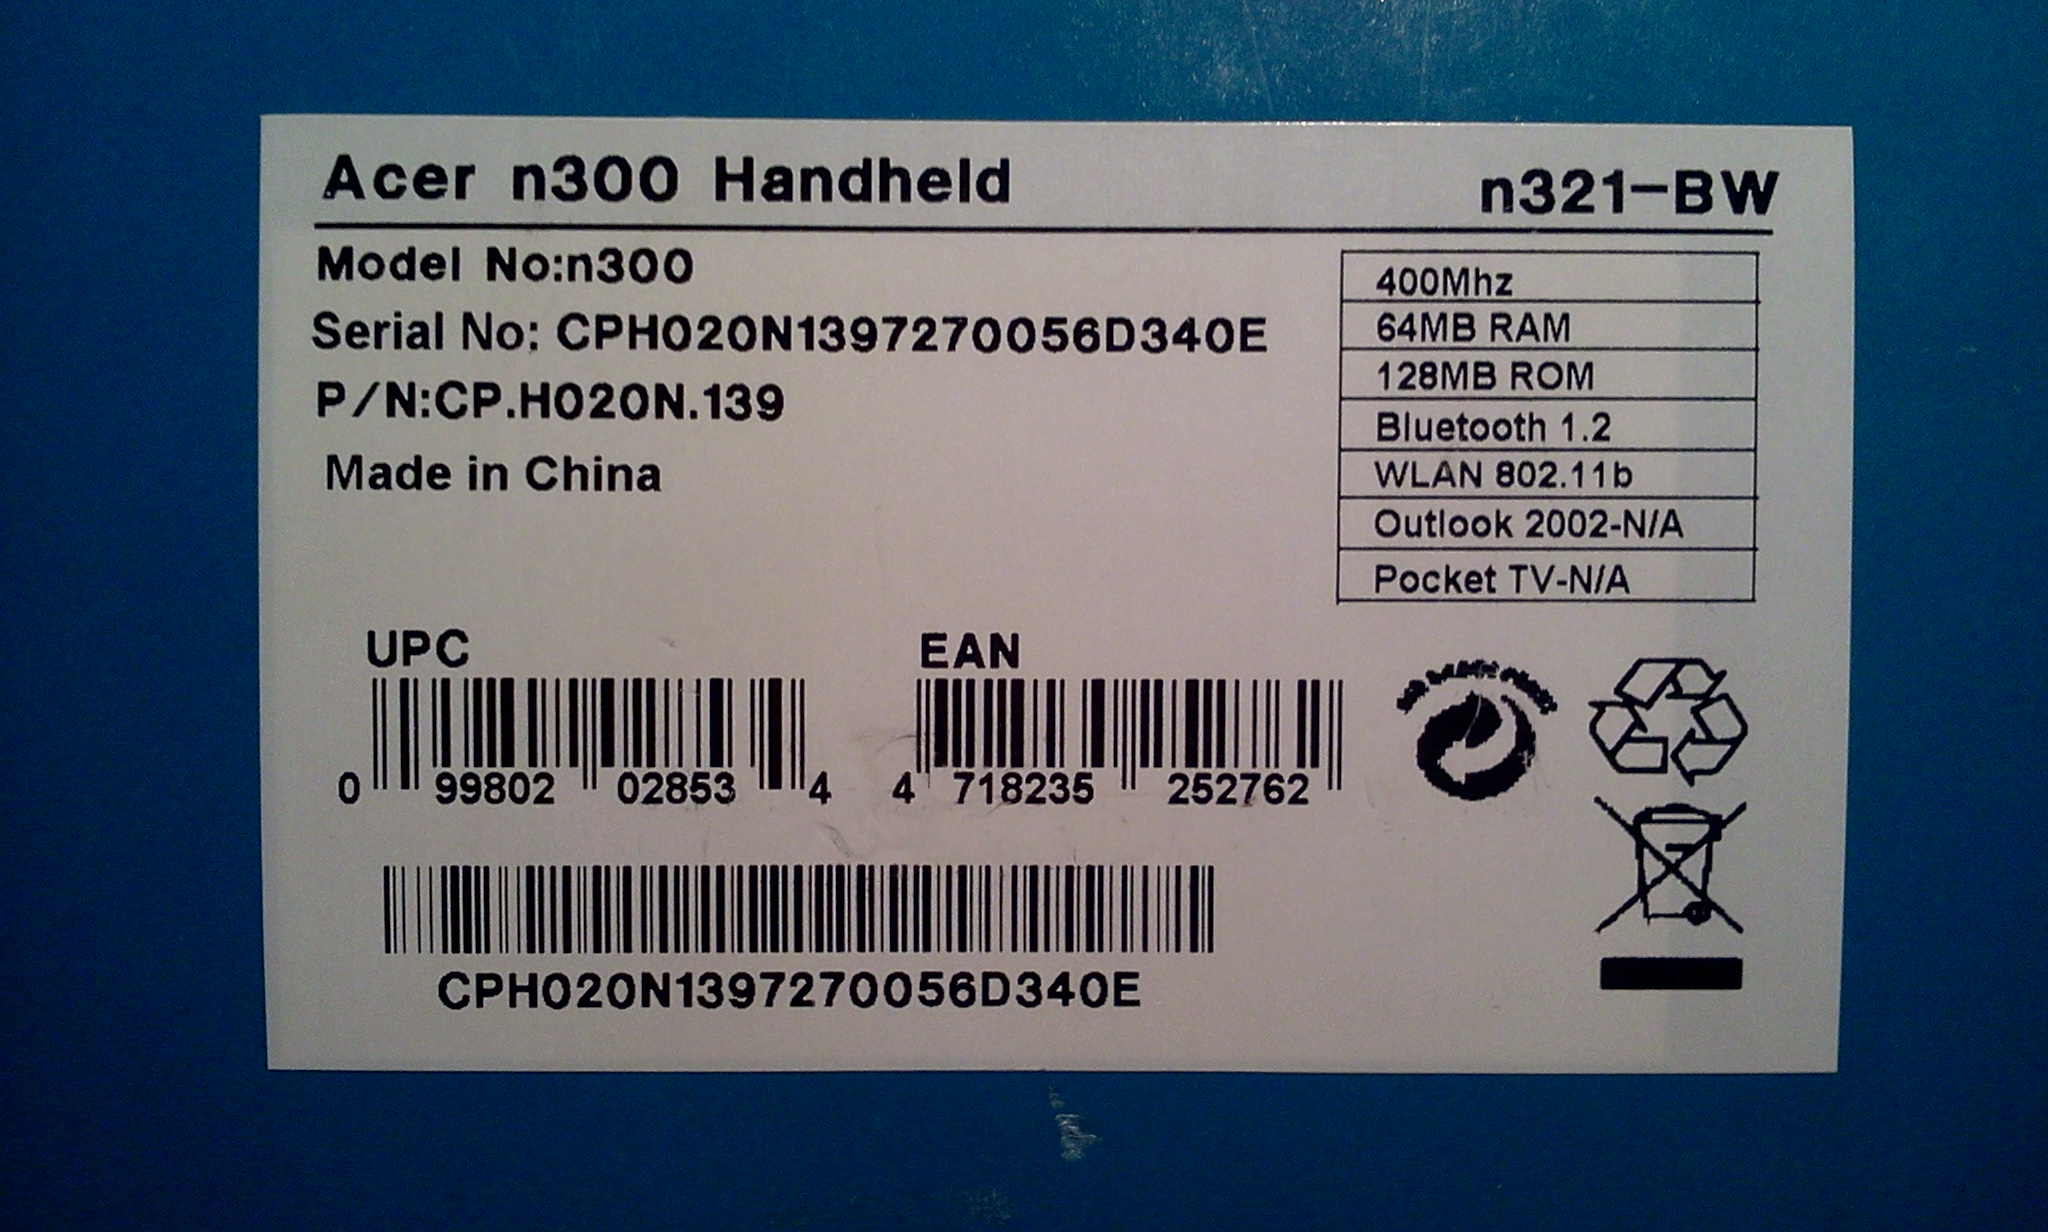 Acer n300 Handheld
n321-BW
Model No:n300
Serial No: CPH020N1397270056D340E
P/N:CP.H020N.139
Made in China
400Mhz
64MB RAM
128MB ROM
Bluetooth 1.2
WLAN 802.11b
Outlook 2002-N/A
Pocket TV-N/A
UPC
0 99802 02853 4
EAN
4 718235 252762
CPH020N1397270056D340E